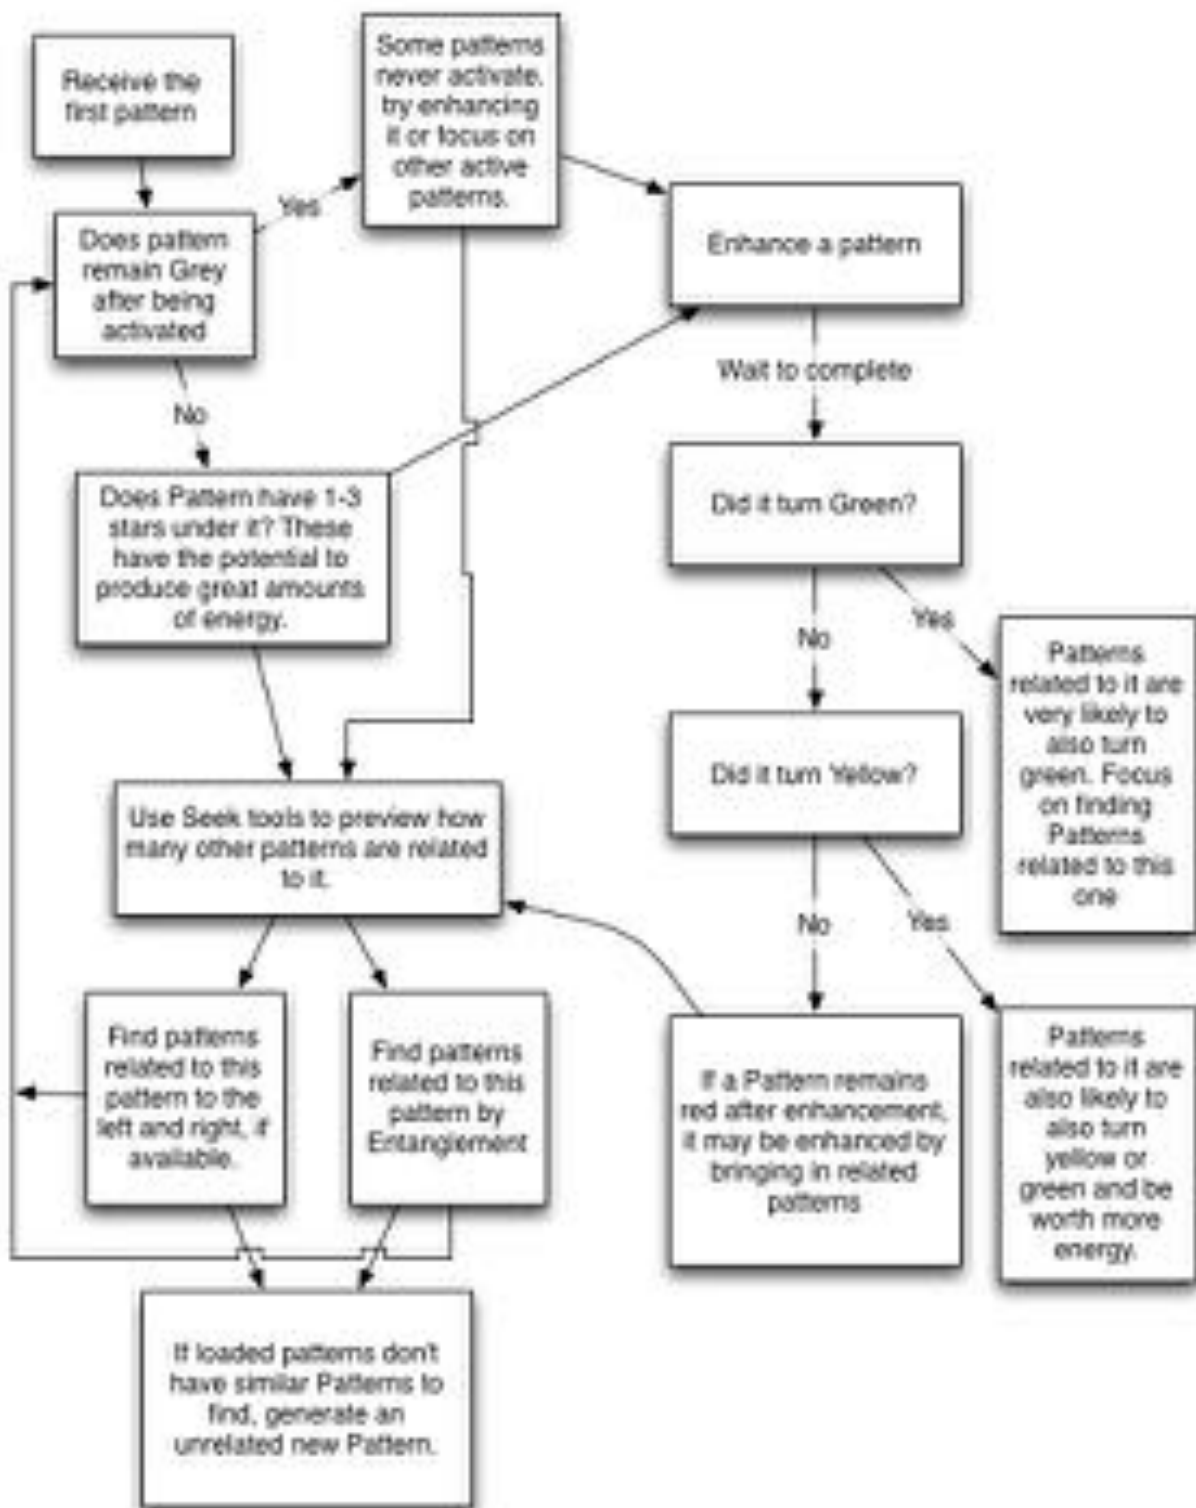 Receive the
first pattern
Some patterns
never activate,
try enhancing
it or focus on
other active
patterns.
Yes
Does pattern
remain Grey
after being
activated
Enhance a pattern
Wait to complete
No
Does Pattern have 1-3
stars under it? These
have the potential to
produce great amounts
of energy.
Did it turn Green?
No
Yes
Patterns
related to it are
very likely to
also turn
green. Focus
on finding
Patterns
related to this
one
Did it turn Yellow?
Use Seek tools to preview how
many other patterns are related
to it.
No
Yes
Find patterns
related to this
pattern to the
left and right, if
available.
Find patterns
related to this
pattern by
Entanglement
If a Pattern remains
red after enhancement,
it may be enhanced by
bringing in related
patterns
Patterns
related to it are
also likely to
also turn
yellow or
green and be
worth more
energy.
If loaded patterns don't
have similar Patterns to
find, generate an
unrelated new Pattern.